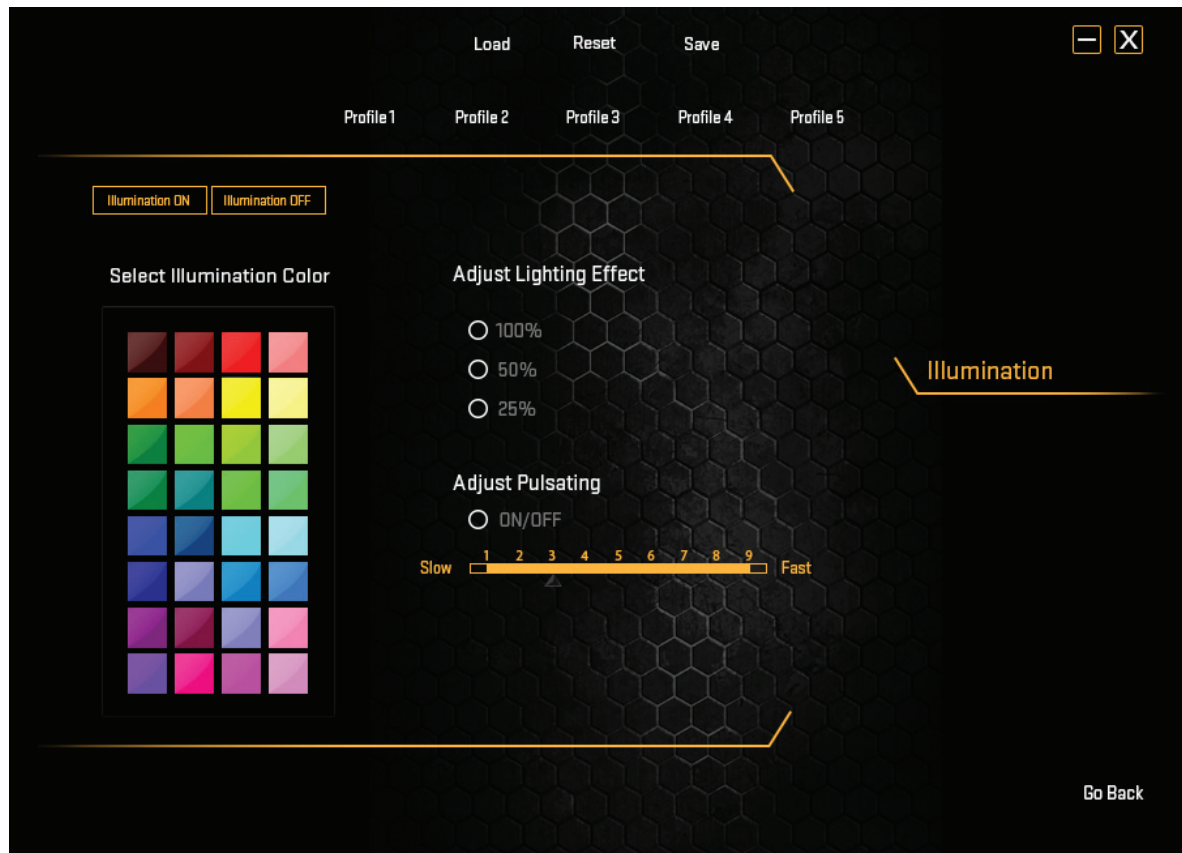 Load Reset Save
X
Profile 1 Profile 2 Profile 3 Profile 4 Profile 5
Illumination ON Illumination OFF
Select Illumination Color
Adjust Lighting Effect
100%
50%
25%
Illumination
Adjust Pulsating
ON/OFF
1 2 3 4 5 6 7 8 9
Slow Fast
Go Back